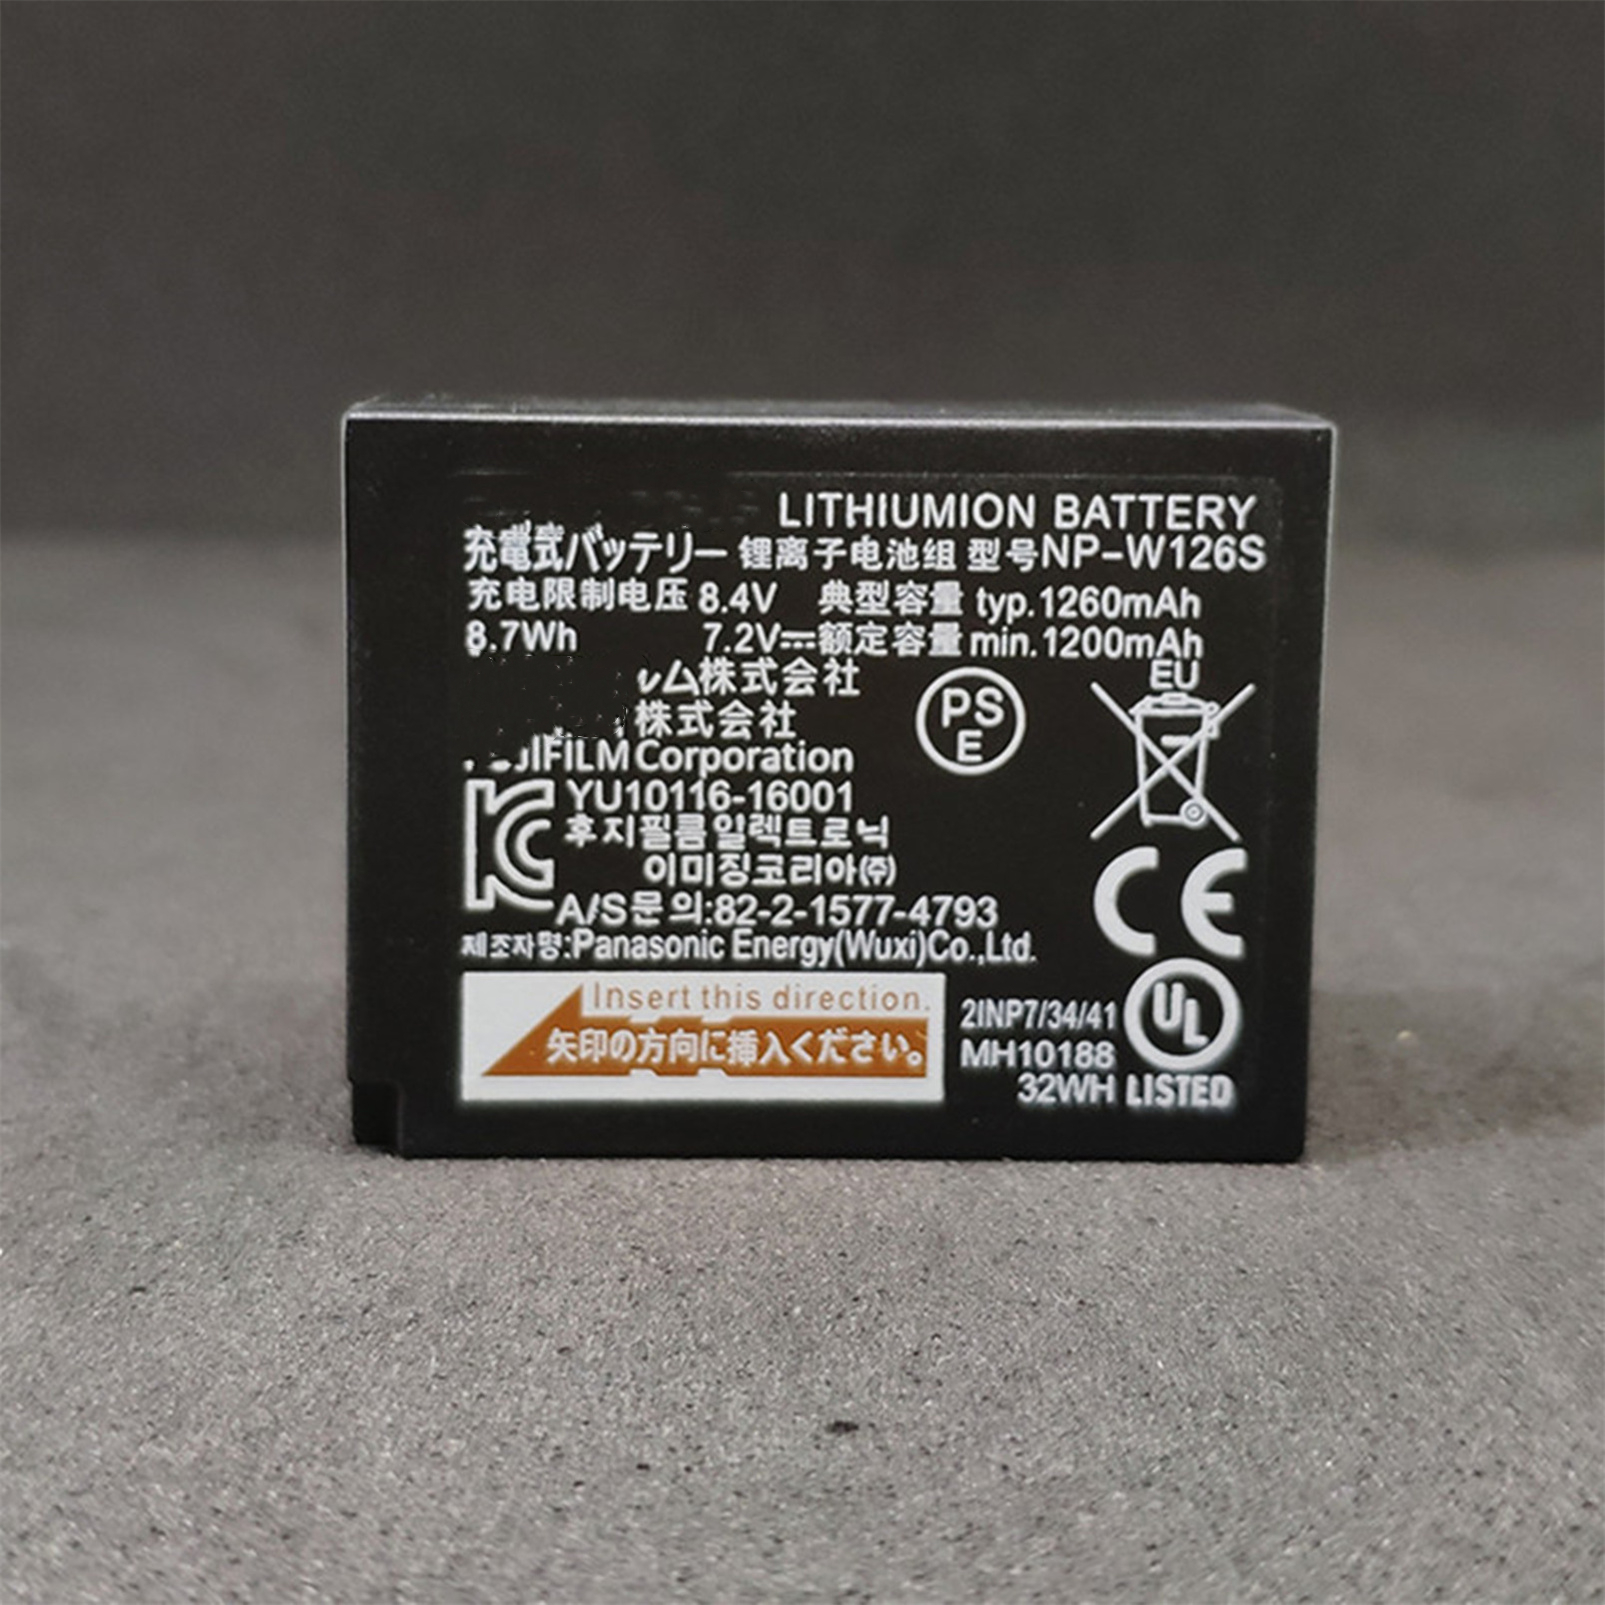 LITHIUMION BATTERY
充電式バッテリー 锂离子电池组 型号NP-W126S
充电限制电压 8.4V 典型容量 typ.1260mAh
8.7Wh 7.2V⎓额定容量 min.1200mAh
ム株式会社
株式会社
JIFILM Corporation
EU
PS
E
YU10116-16001
후지필름일렉트로닉
이미징코리아㈜
A/S문의:82-2-1577-4793
제조자명:Panasonic Energy(Wuxi)Co.,Ltd.
CE
Insert this direction.
矢印の方向に挿入ください。
2INP7/34/41
MH10188
32WH
UL
LISTED